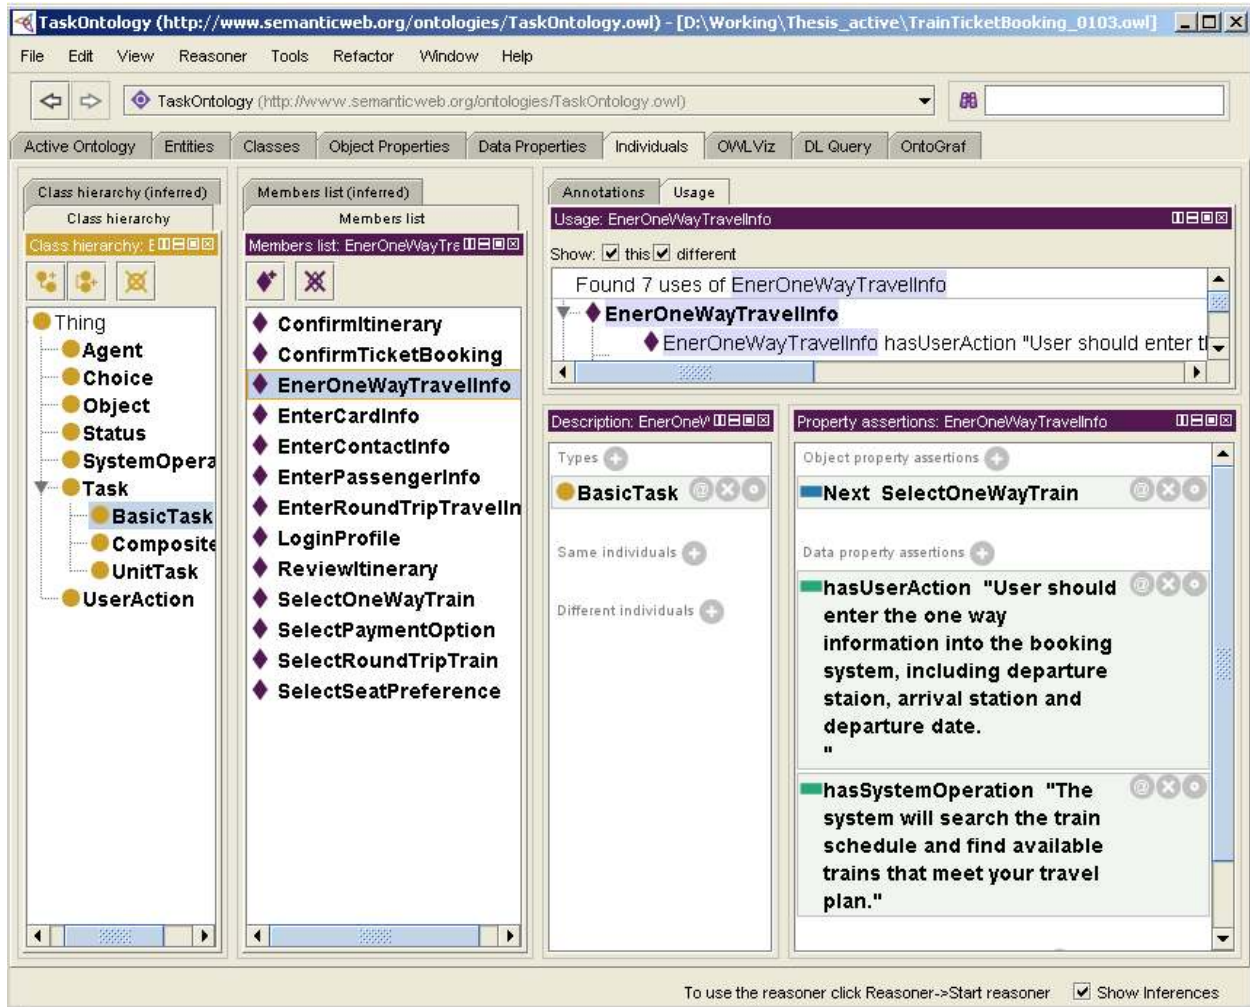 TaskOntology (http://www.semanticweb.org/ontologies/TaskOntology.owl) - [D:\Working\Thesis_active\TrainTicketBooking_0103.owl]
File Edit View Reasoner Tools Refactor Window Help
TaskOntology (http://www.semanticweb.org/ontologies/TaskOntology.owl)
Active Ontology Entities Classes Object Properties Data Properties Individuals OWLViz DL Query OntoGraf
Class hierarchy (inferred)
Class hierarchy
Class hierarchy: B
Thing
Agent
Choice
Object
Status
SystemOpera
Task
BasicTask
Composite
UnitTask
UserAction
Members list (inferred)
Members list
Members list: EnerOneWayTra
ConfirmItinerary
ConfirmTicketBooking
EnerOneWayTravelInfo
EnterCardInfo
EnterContactInfo
EnterPassengerInfo
EnterRoundTripTravelIn
LoginProfile
ReviewItinerary
SelectOneWayTrain
SelectPaymentOption
SelectRoundTripTrain
SelectSeatPreference
Annotations Usage
Usage: EnerOneWayTravelInfo
Show: this different
Found 7 uses of EnerOneWayTravelInfo
EnerOneWayTravelInfo
EnerOneWayTravelInfo hasUserAction "User should enter th
Description: EnerOneW
Types
BasicTask
Same individuals
Different individuals
Property assertions: EnerOneWayTravelInfo
Object property assertions
Next SelectOneWayTrain
Data property assertions
hasUserAction "User should
enter the one way
information into the booking
system, including departure
staion, arrival station and
departure date.
"
hasSystemOperation "The
system will search the train
schedule and find available
trains that meet your travel
plan."
To use the reasoner click Reasoner->Start reasoner Show Inferences